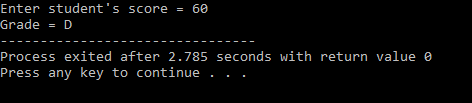 Enter student's score = 60
Grade = D
--------------------------------
Process exited after 2.785 seconds with return value 0
Press any key to continue . . .